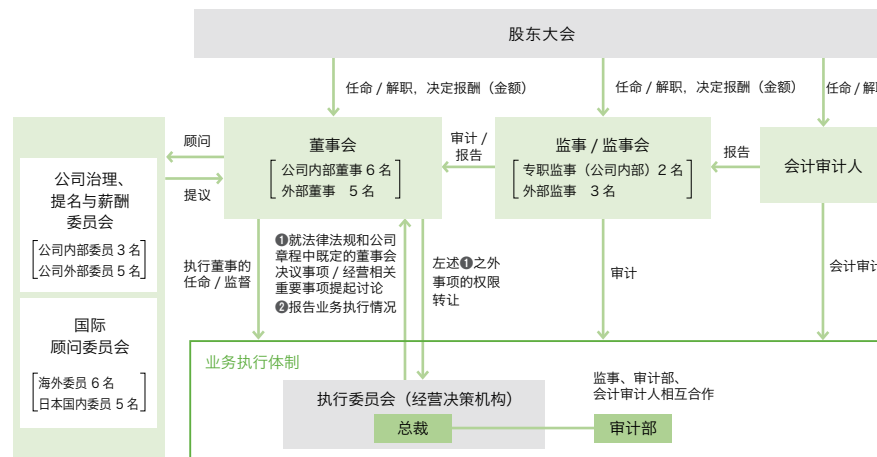 股东大会
任命 / 解职，决定报酬（金额）
任命 / 解职，决定报酬（金额）
任命 / 解
顾问
提议
董事会
公司内部董事 6 名
外部董事 5 名
审计 /
报告
监事 / 监事会
专职监事（公司内部）2 名
外部监事 3 名
报告
会计审计人
公司治理、
提名与薪酬
委员会
公司内部委员 3 名
公司外部委员 5 名
国际
顾问委员会
海外委员 6 名
日本国内委员 5 名
执行董事的
任命 / 监督
❶就法律法规和公司
章程中既定的董事会
决议事项 / 经营相关
重要事项提起讨论
❷报告业务执行情况
左述❶之外
事项的权限
转让
审计
会计审计
业务执行体制
执行委员会（经营决策机构）
总裁
监事、审计部、
会计审计人相互合作
审计部